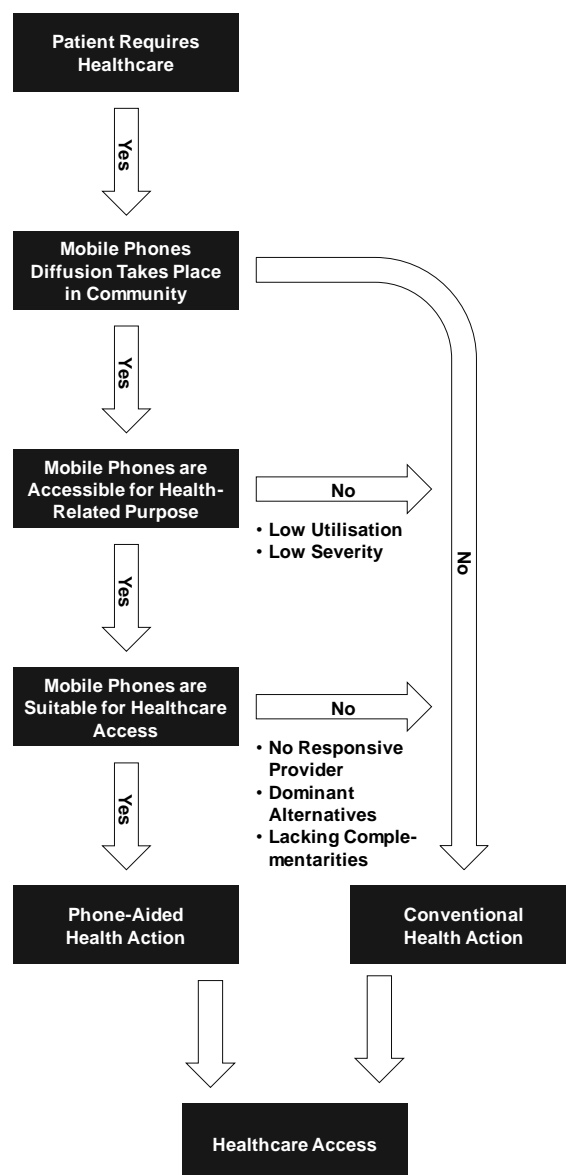 Patient Requires
Healthcare
Yes
Mobile Phones
Diffusion Takes Place
in Community
Yes
No
Mobile Phones are
Accessible for Health-
Related Purpose
No
• Low Utilisation
• Low Severity
Yes
Mobile Phones are
Suitable for Healthcare
Access
No
• No Responsive
Provider
• Dominant
Alternatives
• Lacking Comple-
mentarities
Yes
Phone-Aided
Health Action
Conventional
Health Action
Healthcare Access